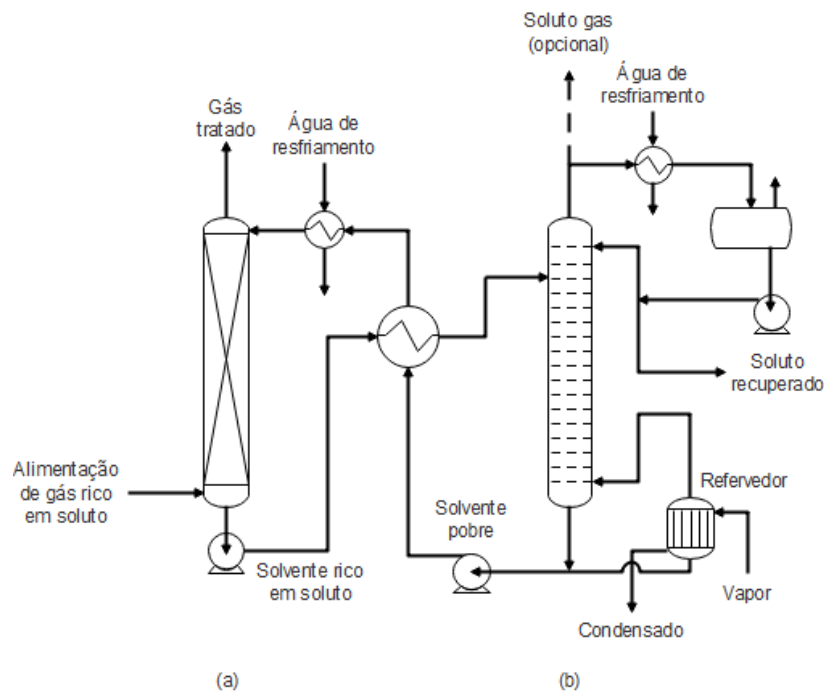 Soluto gas
(opcional)
Água de
resfriamento
Gás
tratado
Água de
resfriamento
Soluto
recuperado
Alimentação
de gás rico
em soluto
Refervedor
Solvente
pobre
Solvente rico
em soluto
Vapor
Condensado
(a)
(b)